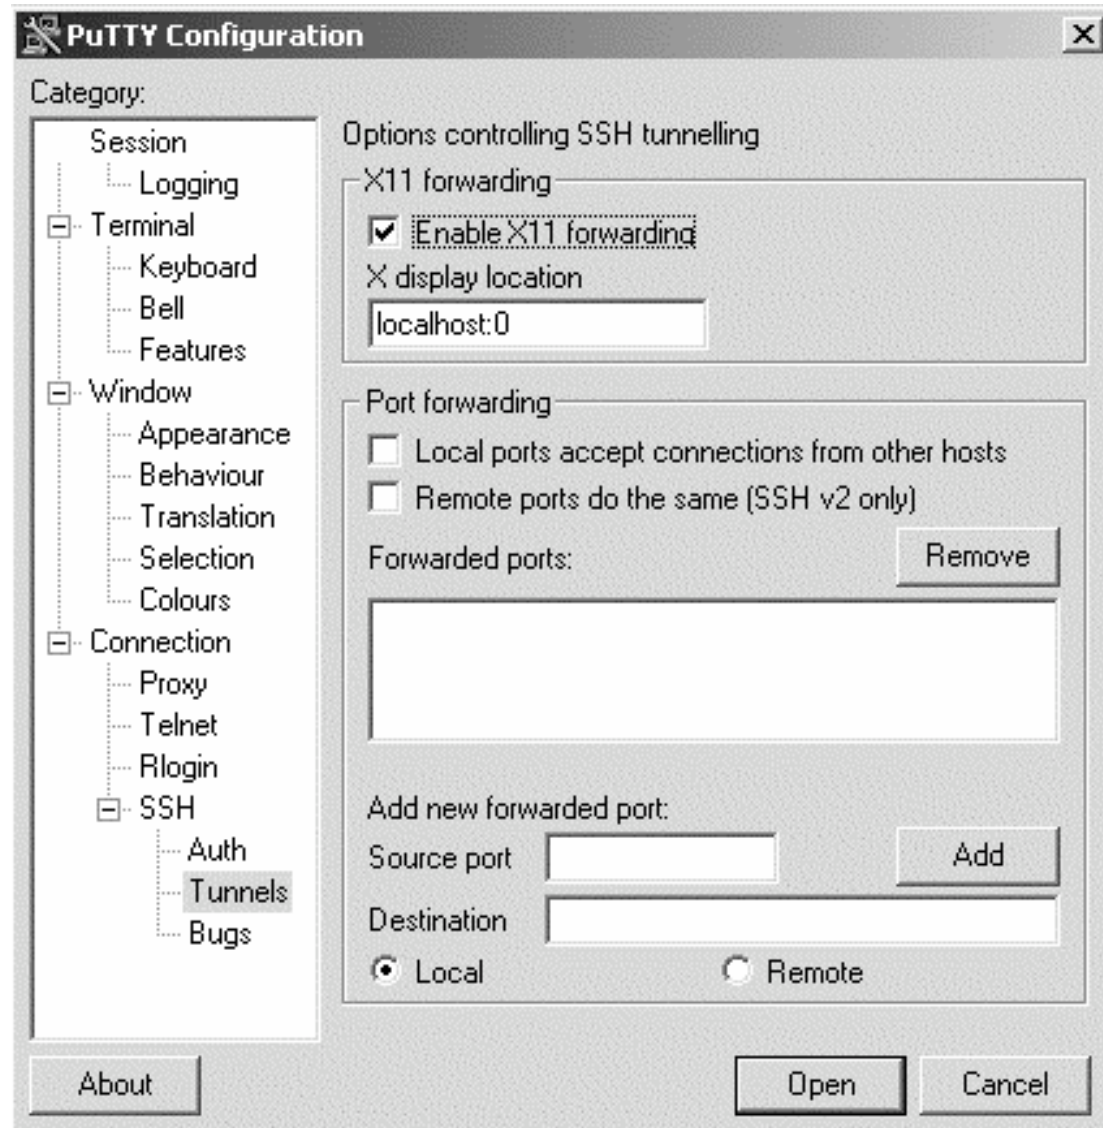 PuTTY Configuration
Category:
Session
Logging
Terminal
Keyboard
Bell
Features
Window
Appearance
Behaviour
Translation
Selection
Colours
Connection
Proxy
Telnet
Rlogin
SSH
Auth
Tunnels
Bugs
Options controlling SSH tunnelling
X11 forwarding
Enable X11 forwarding
X display location
localhost:0
Port forwarding
Local ports accept connections from other hosts
Remote ports do the same (SSH v2 only)
Forwarded ports:
Remove
Add new forwarded port:
Source port
Add
Destination
Local
Remote
About
Open
Cancel